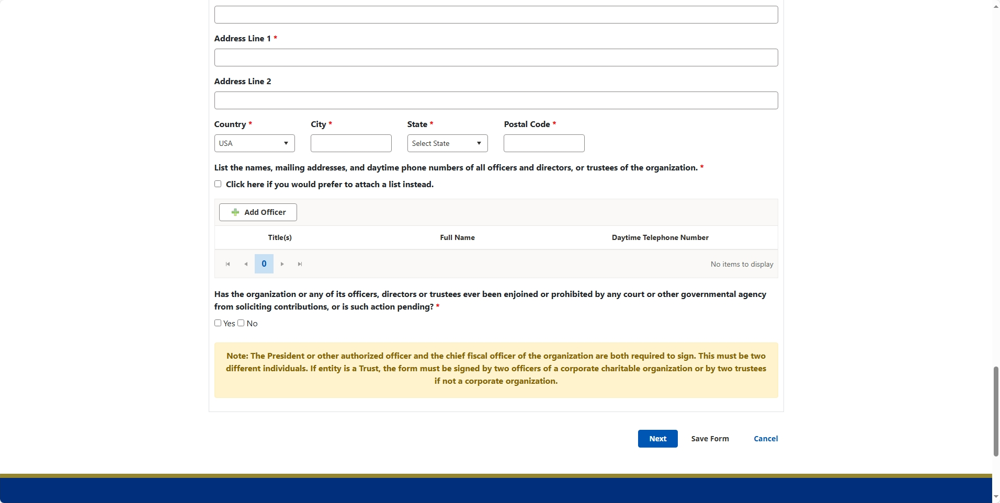 Address Line 1 *
Address Line 2
Country * City * State * Postal Code *
USA Select State
List the names, mailing addresses, and daytime phone numbers of all officers and directors, or trustees of the organization. *
Click here if you would prefer to attach a list instead.
Add Officer
Title(s) Full Name Daytime Telephone Number
0 No items to display
Has the organization or any of its officers, directors or trustees ever been enjoined or prohibited by any court or other governmental agency
from soliciting contributions, or is such action pending? *
Yes No
Note: The President or other authorized officer and the chief fiscal officer of the organization are both required to sign. This must be two
different individuals. If entity is a Trust, the form must be signed by two officers of a corporate charitable organization or by two trustees
if not a corporate organization.
Next Save Form Cancel